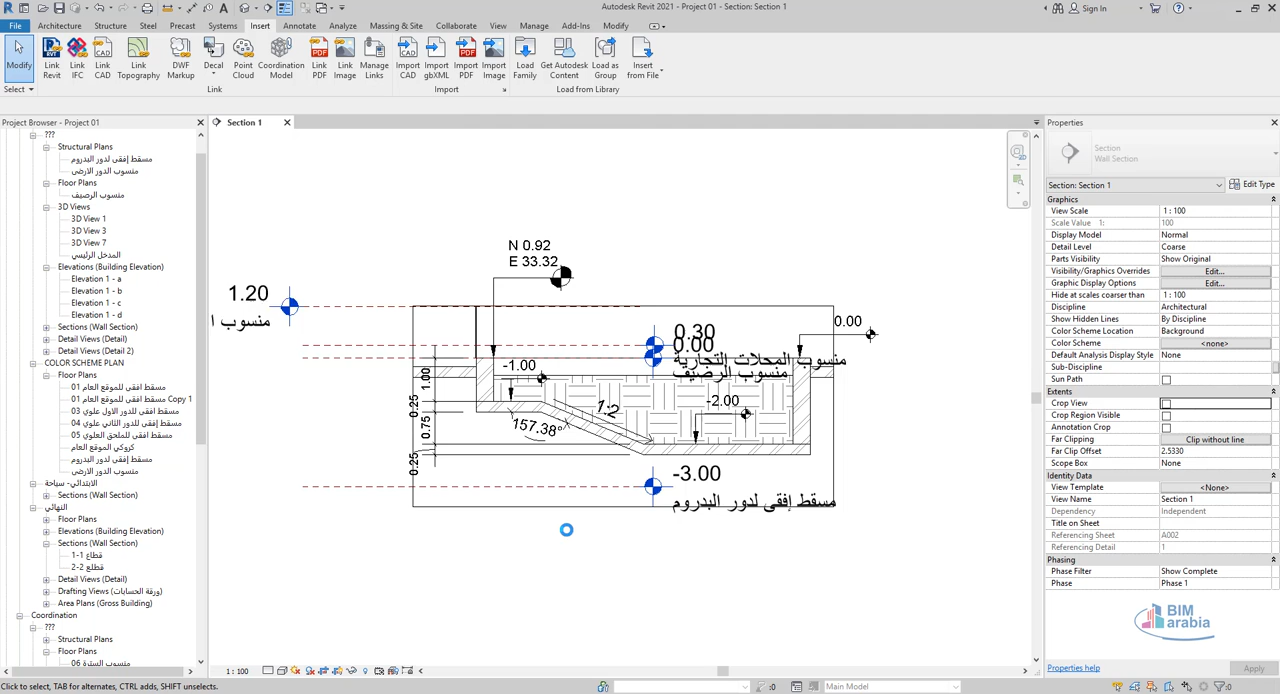 Autodesk Revit 2021 - Project 01 - Section: Section 1
Sign In
File
Architecture
Structure
Steel
Precast
Systems
Insert
Annotate
Analyze
Massing & Site
Collaborate
View
Manage
Add-Ins
Modify
Modify
Link Revit
Link IFC
Link CAD
Link Topography
DWF Markup
Decal
Point Cloud
Coordination Model
Link PDF
Link Image
Manage Links
Import CAD
Import gbXML
Import PDF
Import Image
Load Family
Get Autodesk Content
Load as Group
Insert from File
Select
Link
Import
Load from Library
Project Browser - Project 01
???
Structural Plans
مسقط إفقى لدور البدروم
منسوب الدور الارضى
Floor Plans
منسوب الرصيف
3D Views
3D View 1
3D View 3
3D View 7
المدخل الرئيسي
Elevations (Building Elevation)
Elevation 1 - a
Elevation 1 - b
Elevation 1 - c
Elevation 1 - d
Sections (Wall Section)
Detail Views (Detail)
Detail Views (Detail 2)
COLOR SCHEME PLAN
Floor Plans
01 مسقط افقى للموقع العام
01 مسقط افقى للموقع العام Copy 1
03 مسقط افقى للدور الاول علوي
04 مسقط إفقى للدور الثاني علوي
05 مسقط افقى للملحق العلوي
كروكي الموقع العام
مسقط إفقى لدور البدروم
منسوب الدور الارضى
الابتدائي- سباحة
Sections (Wall Section)
النهائي
Floor Plans
Elevations (Building Elevation)
Sections (Wall Section)
قطاع 1-1
قطاع 2-2
Detail Views (Detail)
Drafting Views (ورقة الحسابات)
Area Plans (Gross Building)
Coordination
???
Structural Plans
Floor Plans
06 منسوب السترة
Section 1
N 0.92
E 33.32
1.20
منسوب ا
0.30
0.00
0.00
منسوب المحلات التجارية
منسوب الرصيف
-1.00
-2.00
1:2
157.38°
1.00
0.25
0.75
0.25
-3.00
مسقط إفقى لدور البدروم
Properties
Section
Wall Section
Section: Section 1
Edit Type
Graphics
View Scale 1 : 100
Scale Value 1: 100
Display Model Normal
Detail Level Coarse
Parts Visibility Show Original
Visibility/Graphics Overrides Edit...
Graphic Display Options Edit...
Hide at scales coarser than 1 : 100
Discipline Architectural
Show Hidden Lines By Discipline
Color Scheme Location Background
Color Scheme <none>
Default Analysis Display Style None
Sub-Discipline
Sun Path
Extents
Crop View
Crop Region Visible
Annotation Crop
Far Clipping Clip without line
Far Clip Offset 2.5330
Scope Box None
Identity Data
View Template <None>
View Name Section 1
Dependency Independent
Title on Sheet
Referencing Sheet A002
Referencing Detail 1
Phasing
Phase Filter Show Complete
Phase Phase 1
BIM
arabia
Properties help
Apply
1 : 100
Click to select, TAB for alternates, CTRL adds, SHIFT unselects.
:0
Main Model
:0